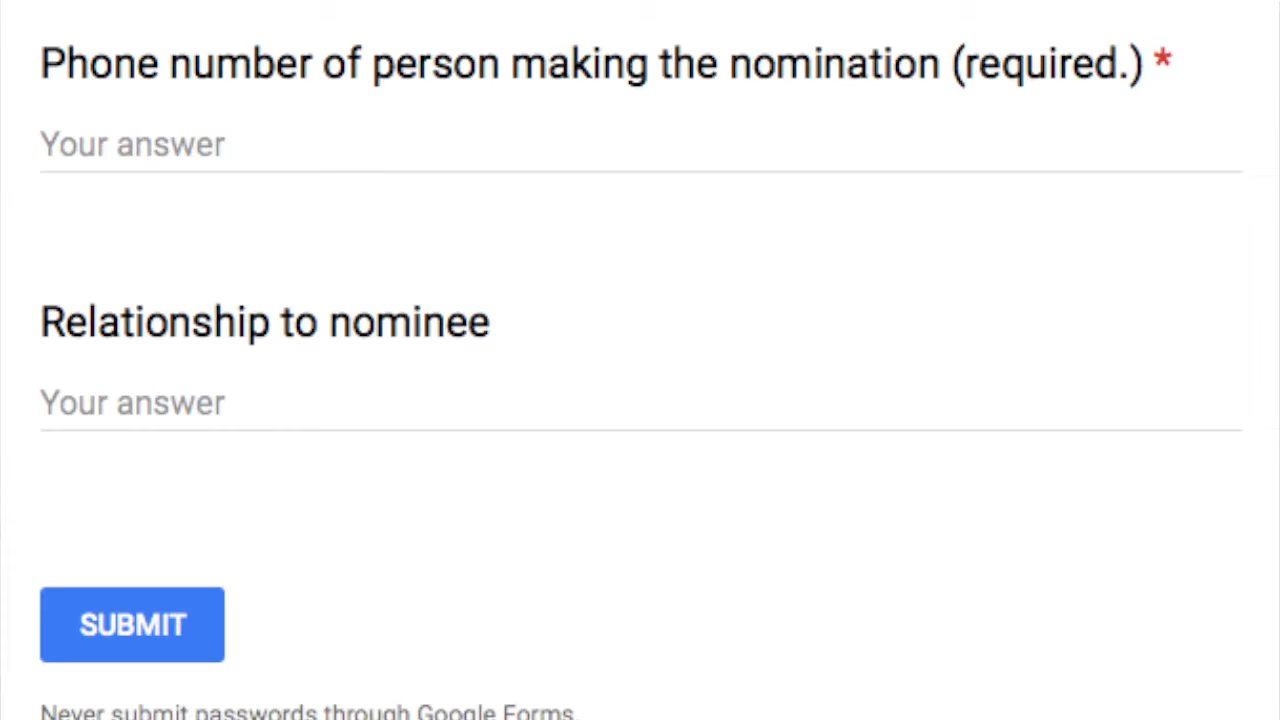 Phone number of person making the nomination (required.) *
Your answer
Relationship to nominee
Your answer
SUBMIT
Never submit passwords through Google Forms.